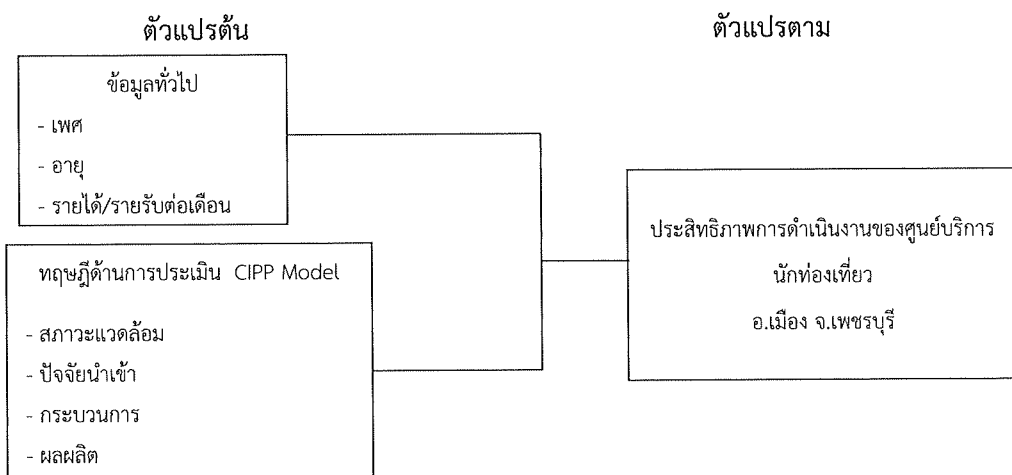 ตัวแปรต้น
ตัวแปรตาม
ข้อมูลทั่วไป
- เพศ
- อายุ
- รายได้/รายรับต่อเดือน
ทฤษฎีด้านการประเมิน CIPP Model
- สภาวะแวดล้อม
- ปัจจัยนำเข้า
- กระบวนการ
- ผลผลิต
ประสิทธิภาพการดำเนินงานของศูนย์บริการ
นักท่องเที่ยว
อ.เมือง จ.เพชรบุรี